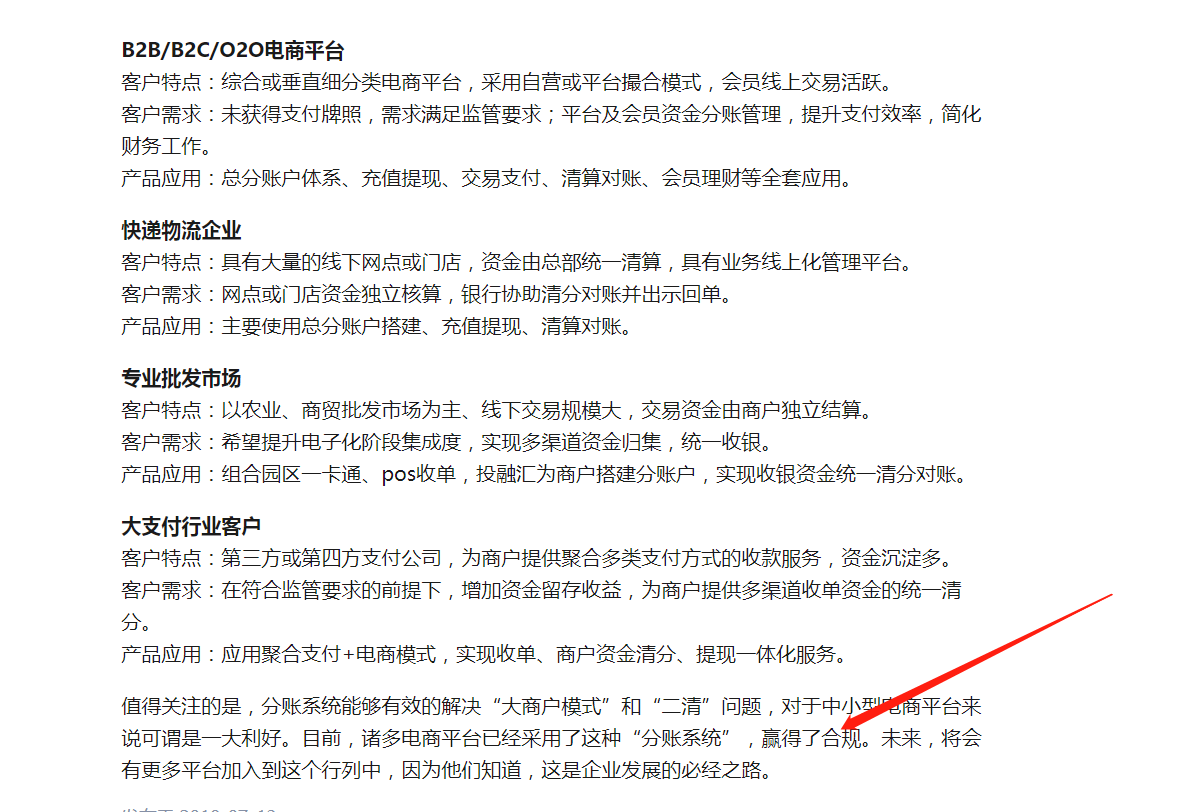 B2B/B2C/O2O电商平台
客户特点：综合或垂直细分类电商平台，采用自营或平台撮合模式，会员线上交易活跃。
客户需求：未获得支付牌照，需求满足监管要求；平台及会员资金分账管理，提升支付效率，简化
财务工作。
产品应用：总分账户体系、充值提现、交易支付、清算对账、会员理财等全套应用。
快递物流企业
客户特点：具有大量的线下网点或门店，资金由总部统一清算，具有业务线上化管理平台。
客户需求：网点或门店资金独立核算，银行协助清分对账并出示回单。
产品应用：主要使用总分账户搭建、充值提现、清算对账。
专业批发市场
客户特点：以农业、商贸批发市场为主、线下交易规模大，交易资金由商户独立结算。
客户需求：希望提升电子化阶段集成度，实现多渠道资金归集，统一收银。
产品应用：组合园区一卡通、pos收单，投融汇为商户搭建分账户，实现收银资金统一清分对账。
大支付行业客户
客户特点：第三方或第四方支付公司，为商户提供聚合多类支付方式的收款服务，资金沉淀多。
客户需求：在符合监管要求的前提下，增加资金留存收益，为商户提供多渠道收单资金的统一清
分。
产品应用：应用聚合支付+电商模式，实现收单、商户资金清分、提现一体化服务。
值得关注的是，分账系统能够有效的解决“大商户模式”和“二清”问题，对于中小型电商平台来
说可谓是一大利好。目前，诸多电商平台已经采用了这种“分账系统”，赢得了合规。未来，将会
有更多平台加入到这个行列中，因为他们知道，这是企业发展的必经之路。